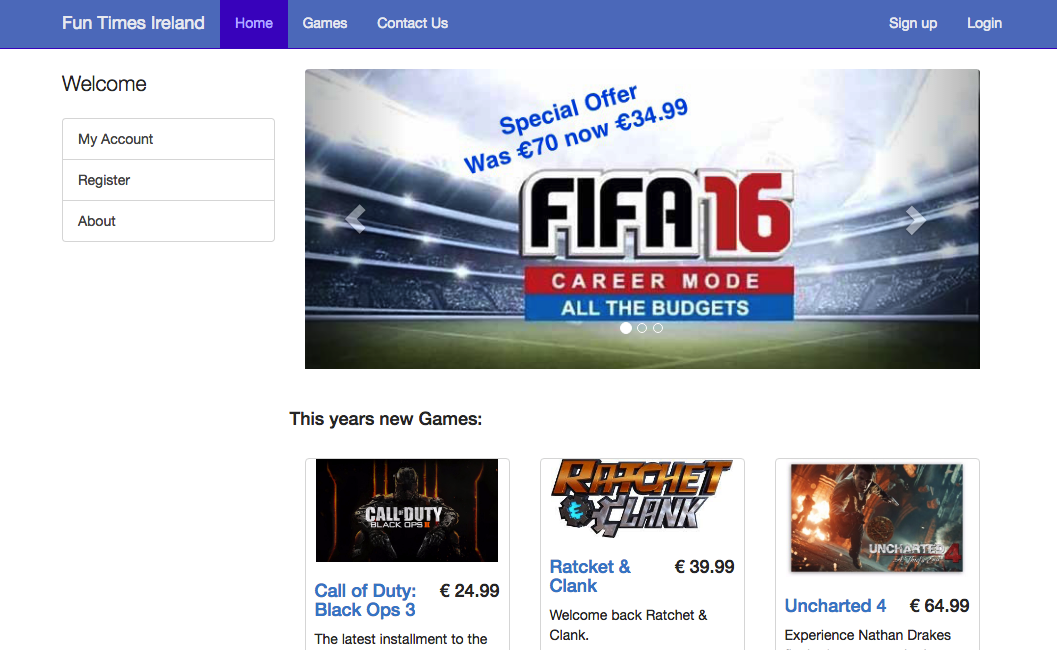 Fun Times Ireland
Home
Games
Contact Us
Sign up
Login
Welcome
My Account
Register
About
Special Offer
Was €70 now €34.99
FIFA 16
CAREER MODE
ALL THE BUDGETS
This years new Games:
CALL OF DUTY
BLACK OPS III
Call of Duty:
Black Ops 3
€ 24.99
The latest installment to the
RATCHET
CLANK
Ratcket &
Clank
€ 39.99
Welcome back Ratchet &
Clank.
UNCHARTED 4
A Thief's End
Uncharted 4
€ 64.99
Experience Nathan Drakes